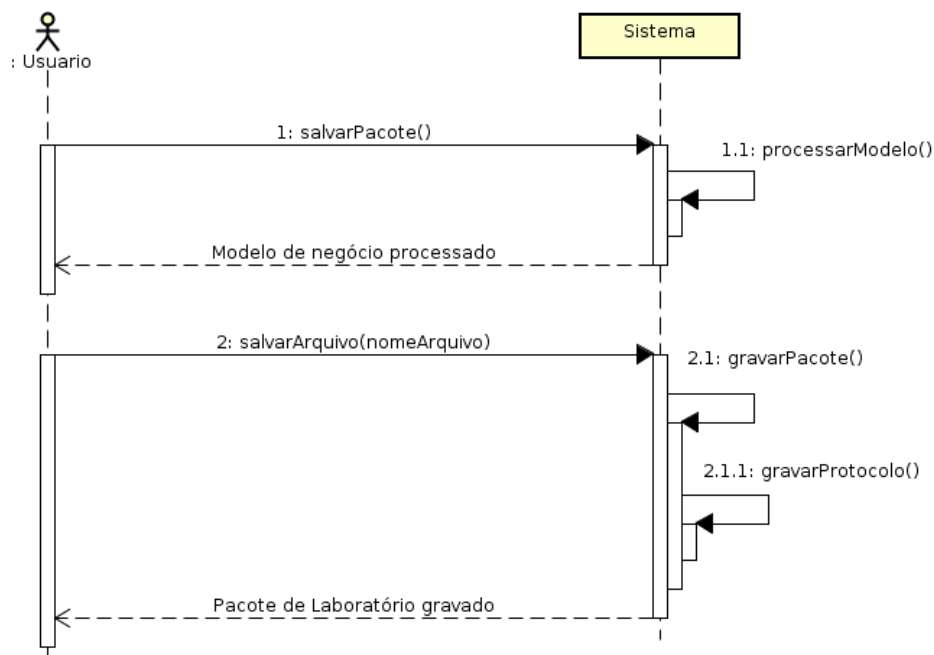 : Usuario
Sistema
1: salvarPacote()
1.1: processarModelo()
Modelo de negócio processado
2: salvarArquivo(nomeArquivo)
2.1: gravarPacote()
2.1.1: gravarProtocolo()
Pacote de Laboratório gravado